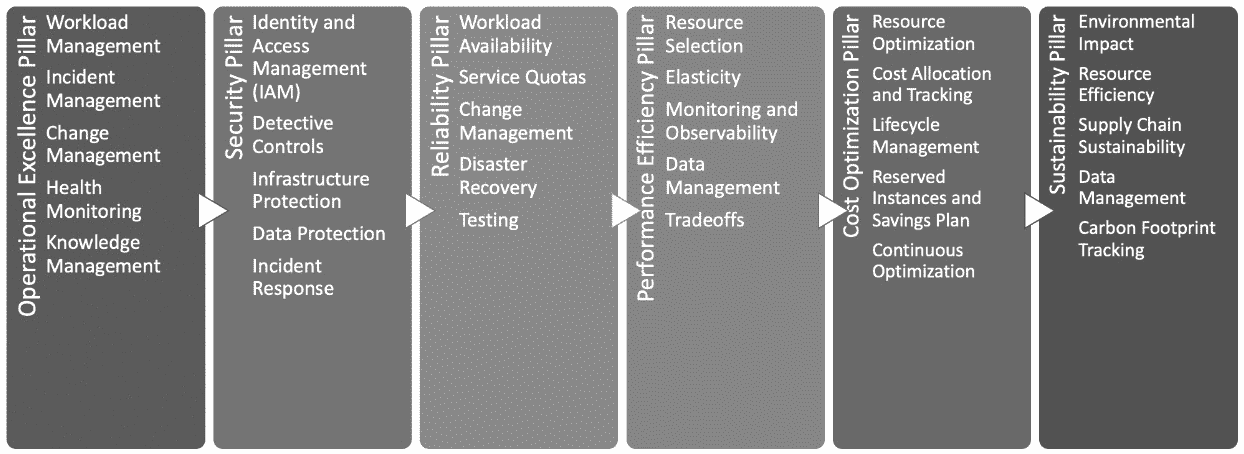 Operational Excellence Pillar
Workload
Management
Incident
Management
Change
Management
Health
Monitoring
Knowledge
Management
Security Pillar
Identity and
Access
Management
(IAM)
Detective
Controls
Infrastructure
Protection
Data Protection
Incident
Response
Reliability Pillar
Workload
Availability
Service Quotas
Change
Management
Disaster
Recovery
Testing
Performance Efficiency Pillar
Resource
Selection
Elasticity
Monitoring and
Observability
Data
Management
Tradeoffs
Cost Optimization Pillar
Resource
Optimization
Cost Allocation
and Tracking
Lifecycle
Management
Reserved
Instances and
Savings Plan
Continuous
Optimization
Sustainability Pillar
Environmental
Impact
Resource
Efficiency
Supply Chain
Sustainability
Data
Management
Carbon Footprint
Tracking